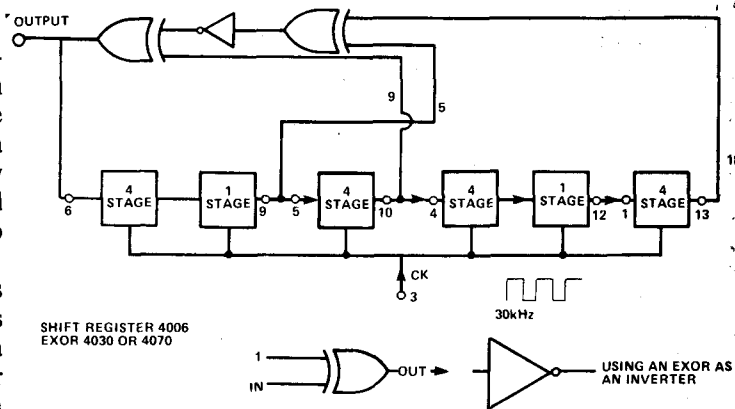 OUTPUT
9
5
18
4
STAGE
1
STAGE
4
STAGE
4
STAGE
1
STAGE
4
STAGE
6
9
5
10
4
12
1
13
CK
3
30kHz
SHIFT REGISTER 4006
EXOR 4030 OR 4070
1
IN
OUT
USING AN EXOR AS
AN INVERTER